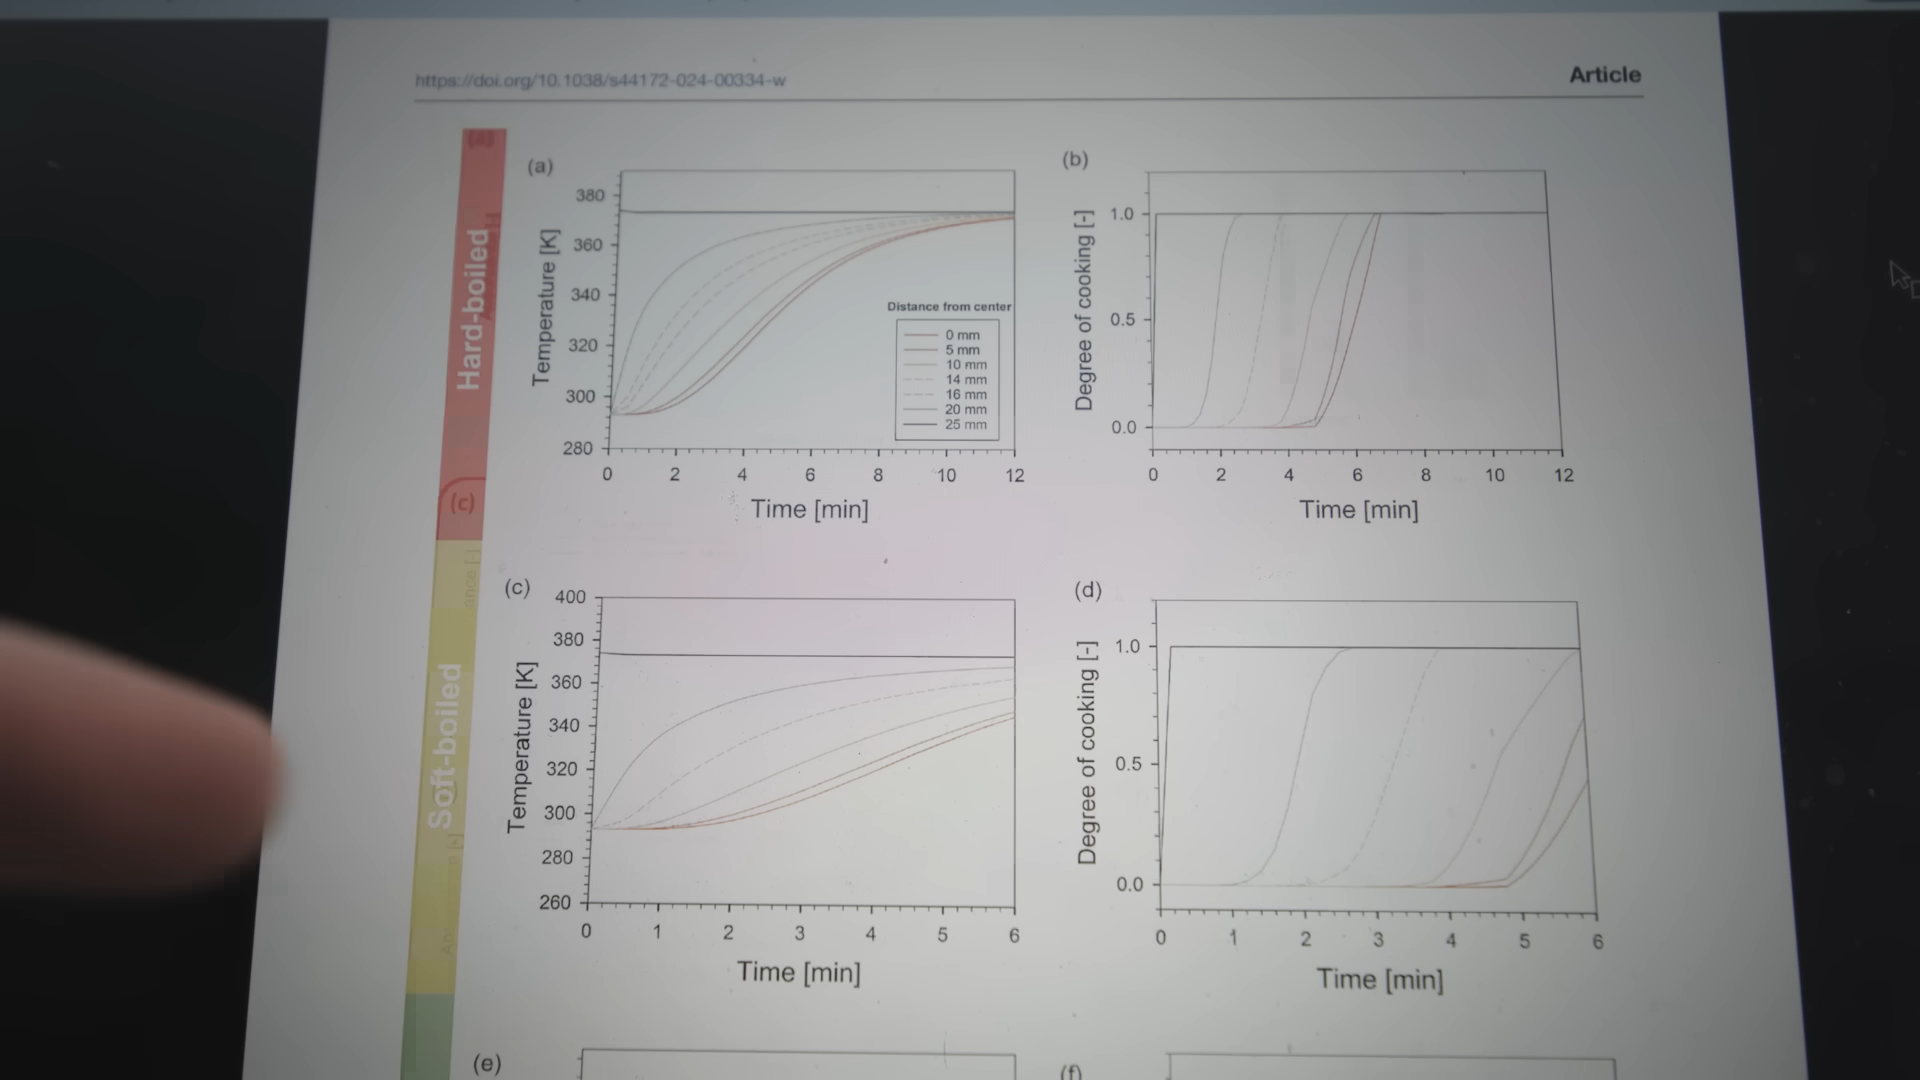 https://doi.org/10.1038/s44172-024-00334-w
Article
Hard-boiled
(c)
Soft-boiled
(a)
380
360
340
320
300
280
Temperature [K]
0 2 4 6 8 10 12
Time [min]
Distance from center
0 mm
5 mm
10 mm
14 mm
16 mm
20 mm
25 mm
(b)
1.0
0.5
0.0
Degree of cooking [-]
0 2 4 6 8 10 12
Time [min]
(c)
400
380
360
340
320
300
280
260
Temperature [K]
0 1 2 3 4 5 6
Time [min]
(d)
1.0
0.5
0.0
Degree of cooking [-]
0 1 2 3 4 5 6
Time [min]
(e)
(f)